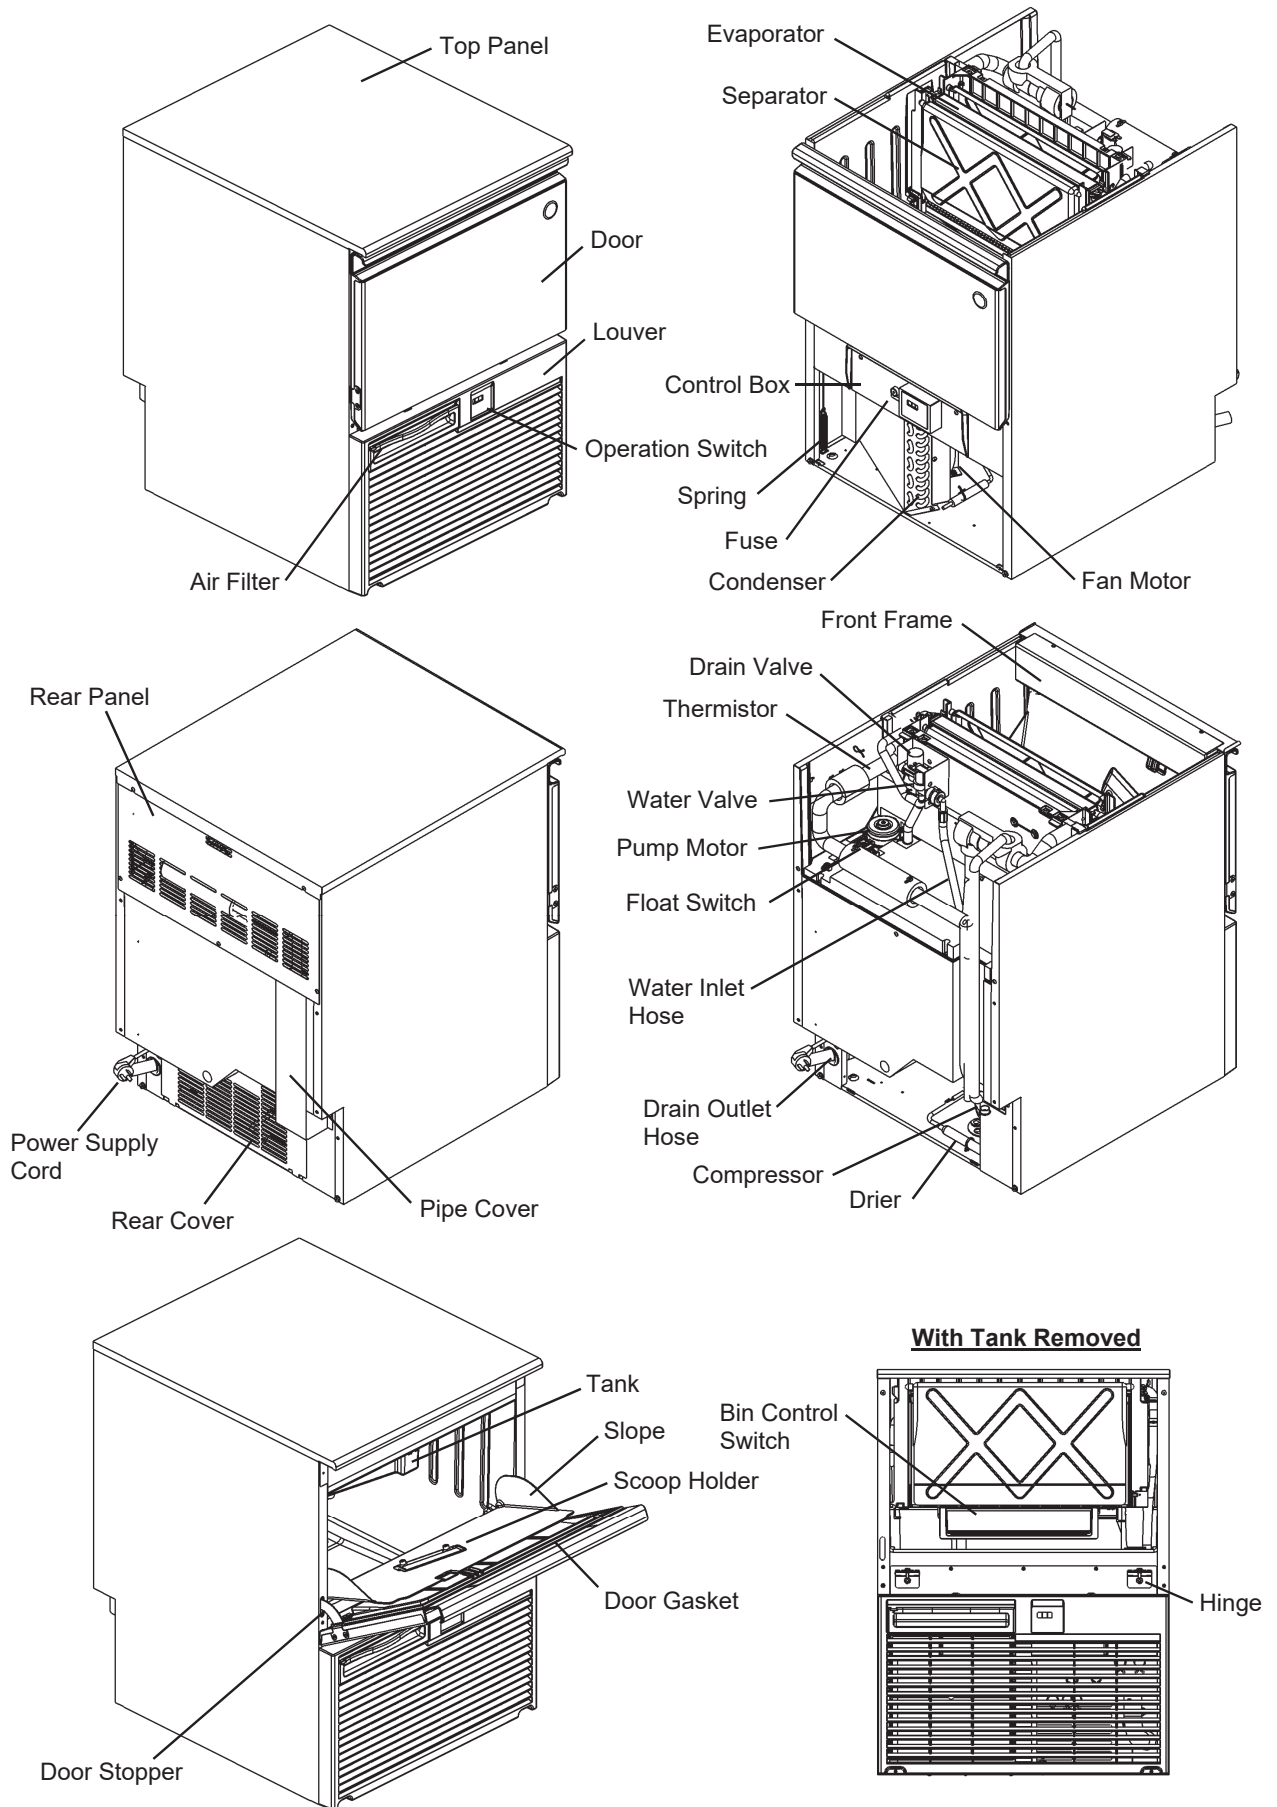 Top Panel
Door
Louver
Operation Switch
Air Filter
Evaporator
Separator
Control Box
Spring
Fuse
Condenser
Fan Motor
Rear Panel
Power Supply
Cord
Rear Cover
Pipe Cover
Front Frame
Drain Valve
Thermistor
Water Valve
Pump Motor
Float Switch
Water Inlet
Hose
Drain Outlet
Hose
Compressor
Drier
Tank
Slope
Scoop Holder
Door Gasket
Door Stopper
With Tank Removed
Bin Control
Switch
Hinge